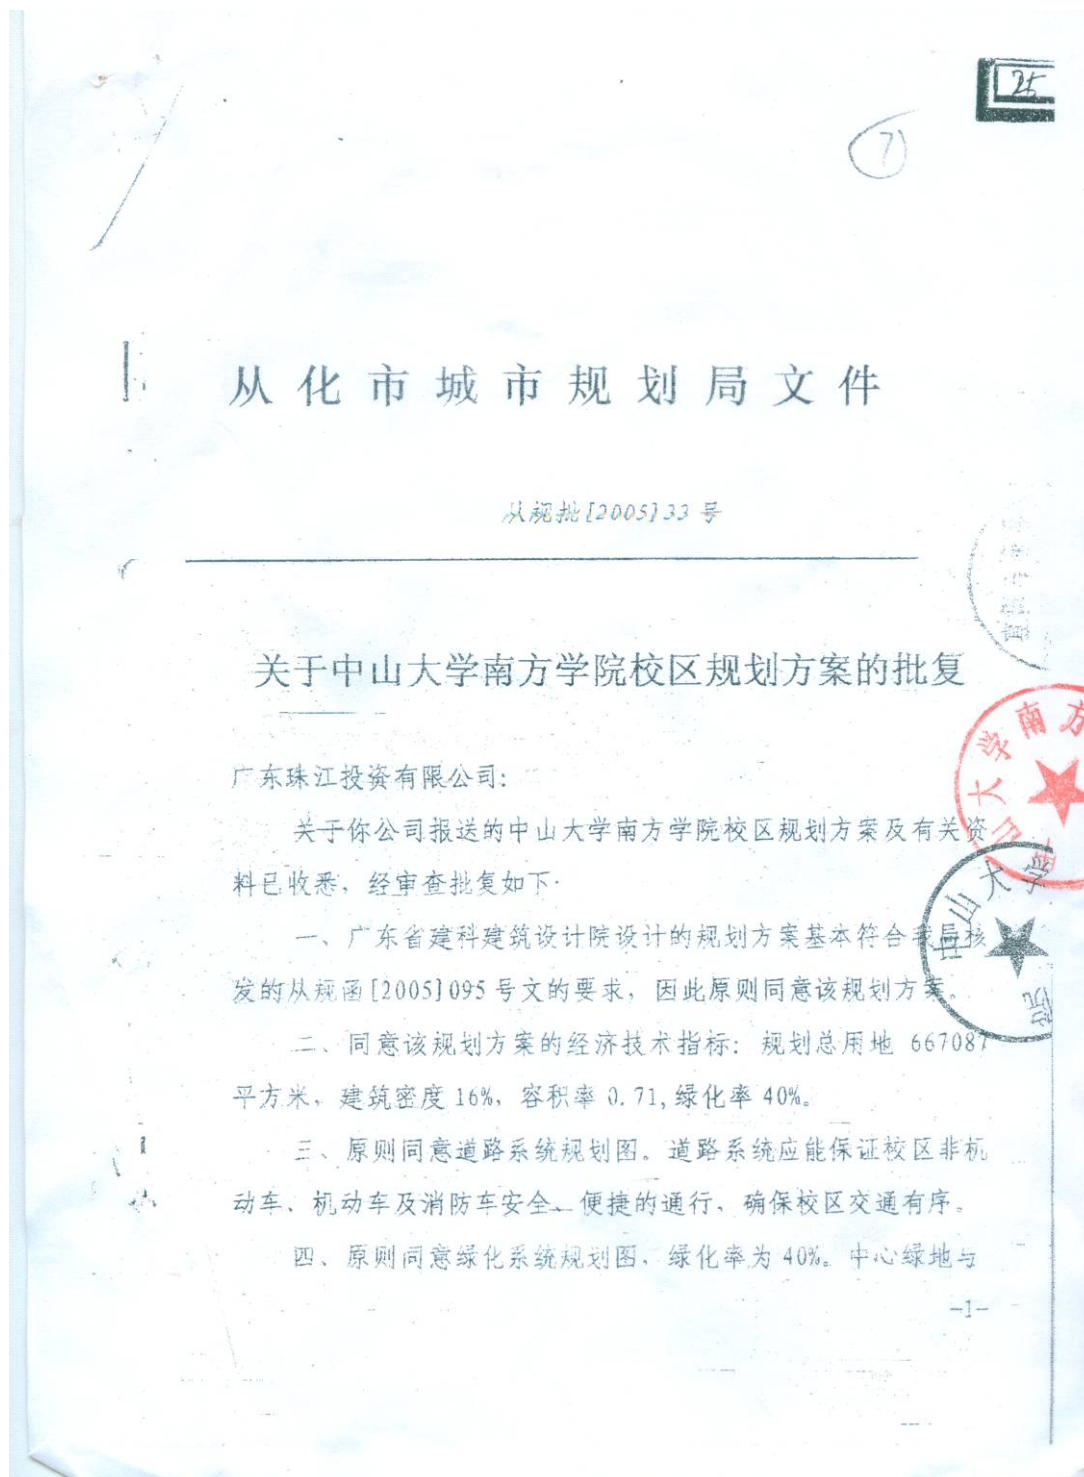 25
7
从化市城市规划局文件
从规批[2005]33号
关于中山大学南方学院校区规划方案的批复
广东珠江投资有限公司:
关于你公司报送的中山大学南方学院校区规划方案及有关资
料已收悉，经审查批复如下·
一、广东省建科建筑设计院设计的规划方案基本符合我局核
发的从规函[2005]095号文的要求，因此原则同意该规划方案。
二、同意该规划方案的经济技术指标：规划总用地 667087
平方米，建筑密度16%，容积率0.71,绿化率40%。
三、原则同意道路系统规划图。道路系统应能保证校区非机
动车、机动车及消防车安全、便捷的通行，确保校区交通有序。
四、原则同意绿化系统规划图，绿化率为40%。中心绿地与
-1-
山大学南方
中山大学
院